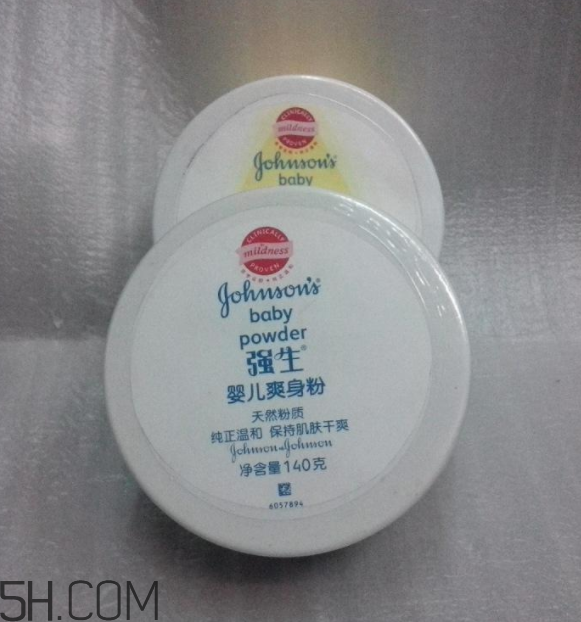 CLINICALLY
mildness
PROVEN
Johnson's
baby
CLINICALLY
mildness
PROVEN
Johnson's®
baby
powder
强生®
婴儿爽身粉
天然粉质
纯正温和 保持肌肤干爽
Johnson & Johnson
净含量140克
6057894
5H.COM